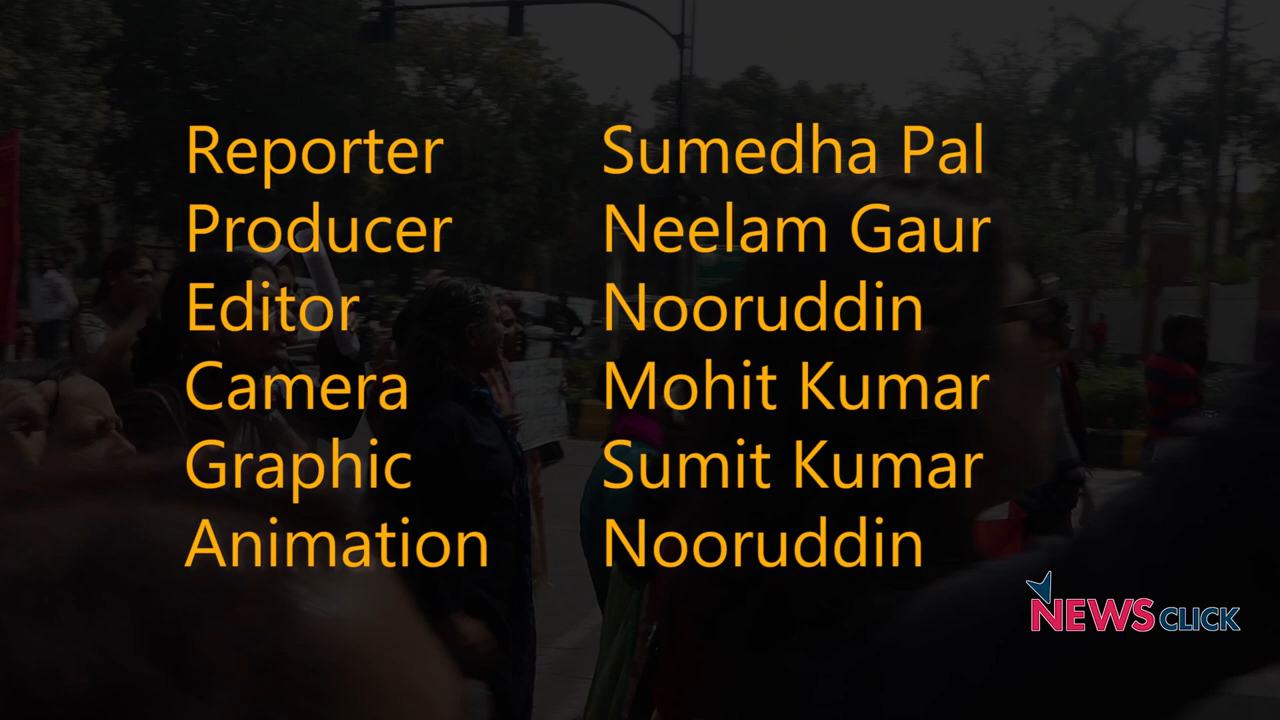 Reporter Sumedha Pal
Producer Neelam Gaur
Editor Nooruddin
Camera Mohit Kumar
Graphic Sumit Kumar
Animation Nooruddin
NEWSCLICK